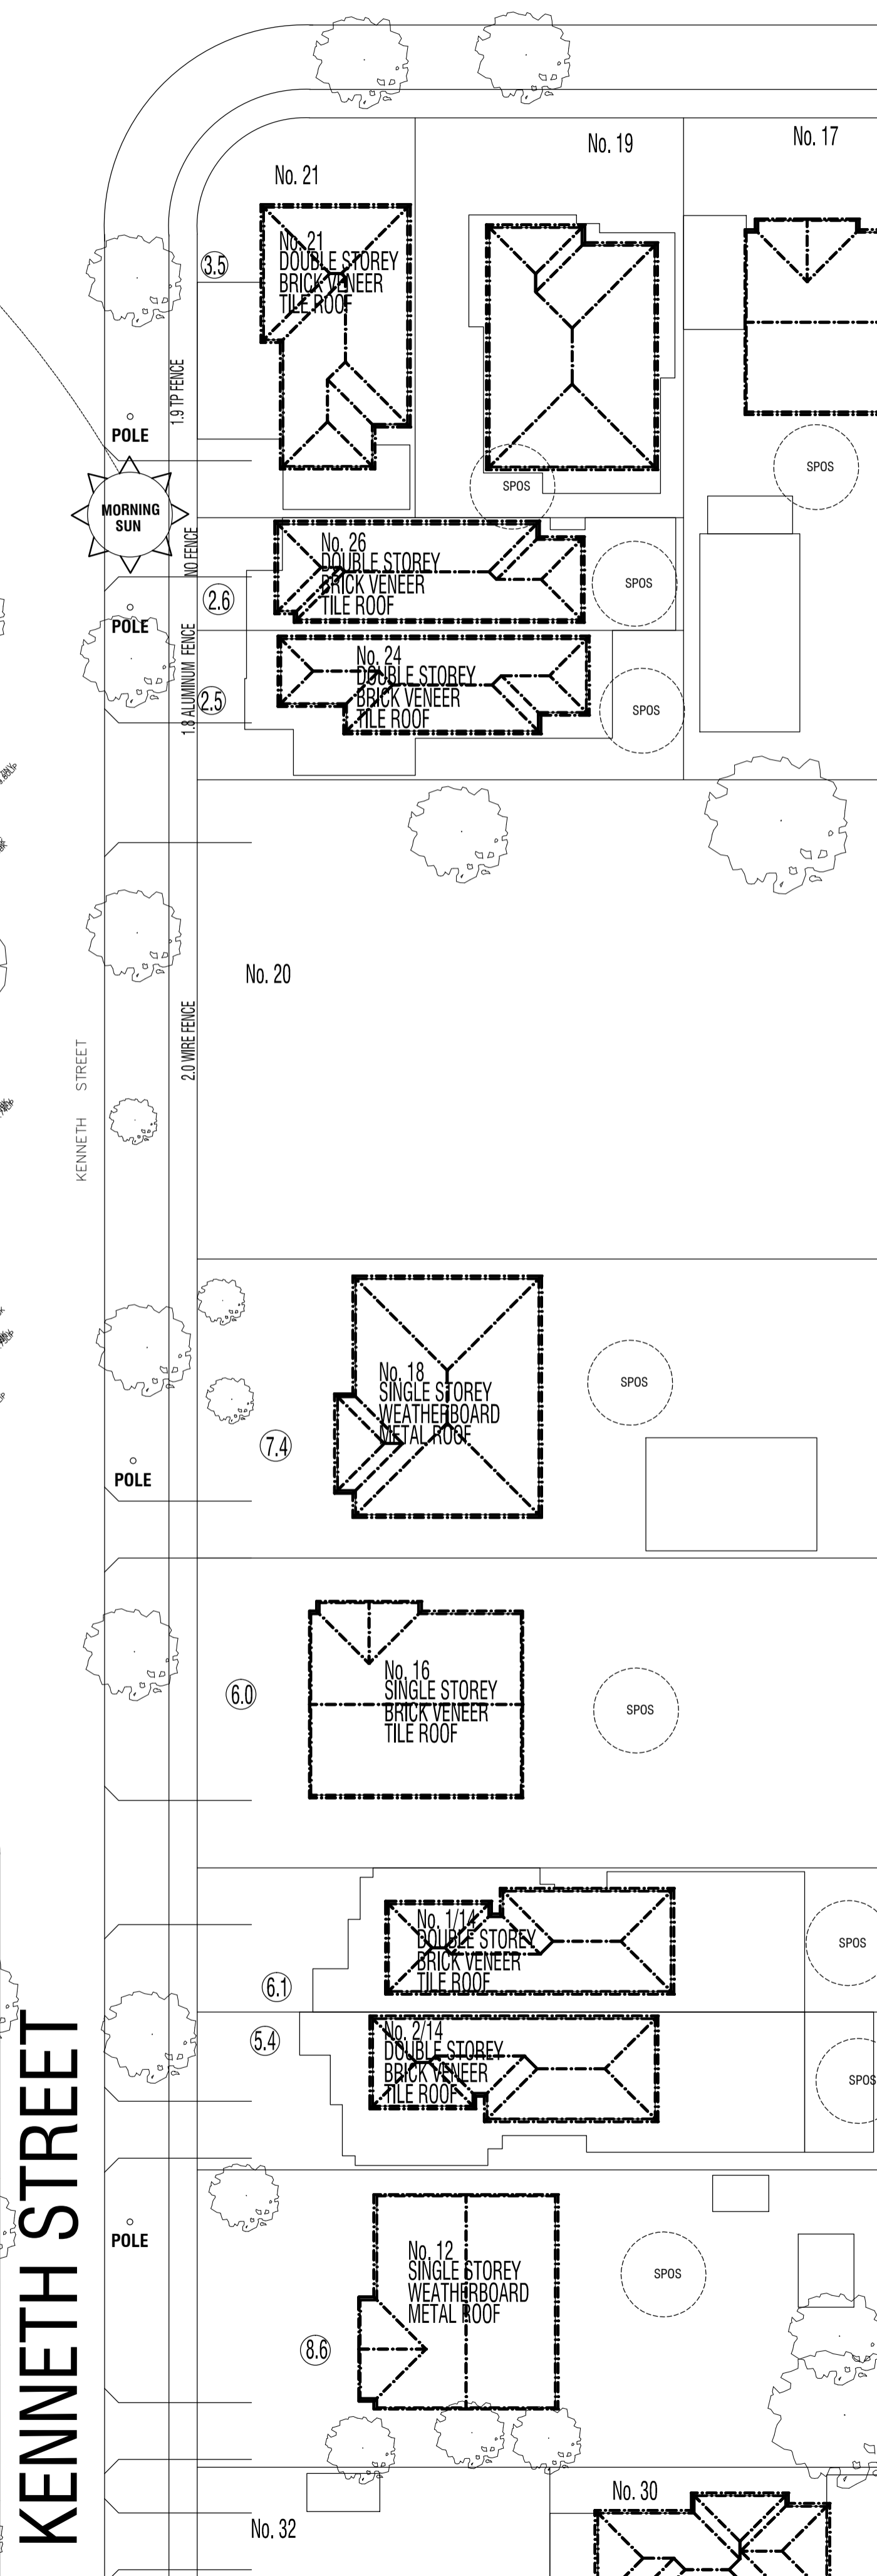 No. 19
No. 17
No. 21
No. 21
DOUBLE STOREY
BRICK VENEER
TILE ROOF
3.5
1.9 TP FENCE
POLE
SPOS
SPOS
MORNING
SUN
NO FENCE
No. 26
DOUBLE STOREY
BRICK VENEER
TILE ROOF
SPOS
2.6
POLE
1.8 ALUMINUM FENCE
No. 24
DOUBLE STOREY
BRICK VENEER
TILE ROOF
2.5
SPOS
No. 20
2.0 WIRE FENCE
KENNETH STREET
No. 18
SINGLE STOREY
WEATHERBOARD
METAL ROOF
SPOS
7.4
POLE
No. 16
SINGLE STOREY
BRICK VENEER
TILE ROOF
6.0
SPOS
No. 1/14
DOUBLE STOREY
BRICK VENEER
TILE ROOF
SPOS
6.1
5.4
No. 2/14
DOUBLE STOREY
BRICK VENEER
TILE ROOF
SPOS
KENNETH STREET
POLE
No. 12
SINGLE STOREY
WEATHERBOARD
METAL ROOF
SPOS
8.6
No. 30
No. 32